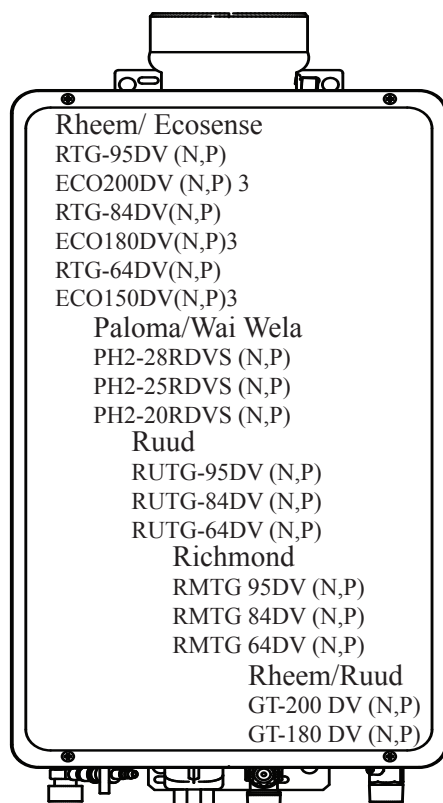 Rheem/ Ecosense
RTG-95DV (N,P)
ECO200DV (N,P) 3
RTG-84DV(N,P)
ECO180DV(N,P)3
RTG-64DV(N,P)
ECO150DV(N,P)3
Paloma/Wai Wela
PH2-28RDVS (N,P)
PH2-25RDVS (N,P)
PH2-20RDVS (N,P)
Ruud
RUTG-95DV (N,P)
RUTG-84DV (N,P)
RUTG-64DV (N,P)
Richmond
RMTG 95DV (N,P)
RMTG 84DV (N,P)
RMTG 64DV (N,P)
Rheem/Ruud
GT-200 DV (N,P)
GT-180 DV (N,P)